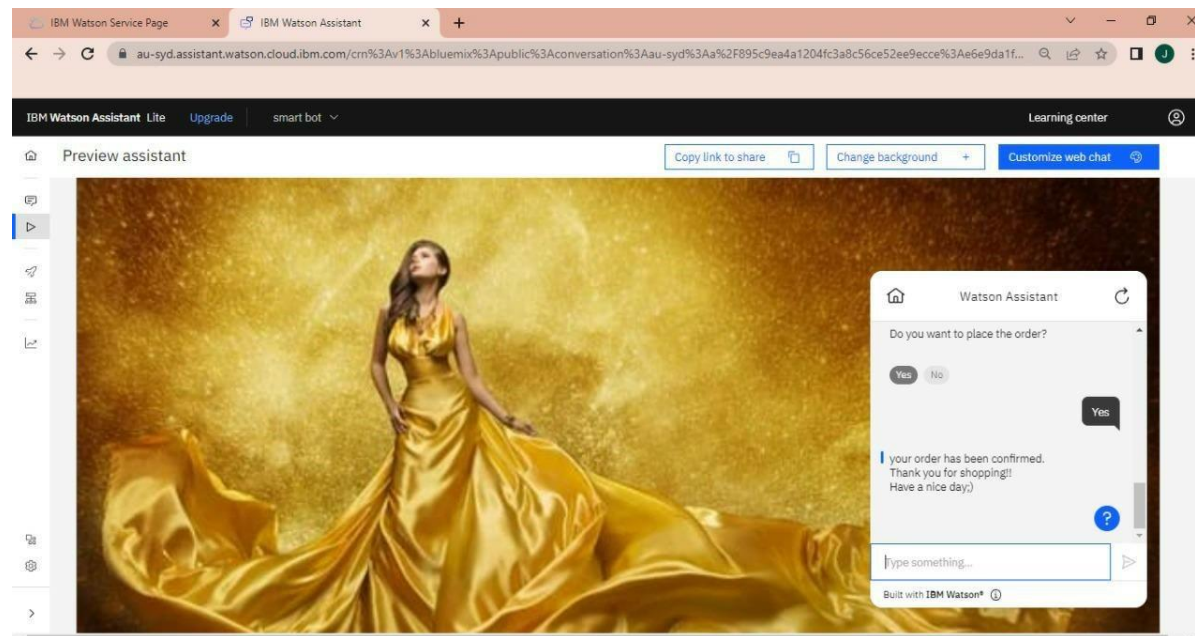 IBM Watson Service Page
IBM Watson Assistant
au-syd.assistant.watson.cloud.ibm.com/crn%3Av1%3Abluemix%3Apublic%3Aconversation%3Aau-syd%3Aa%2F895c9ea4a1204fc3a8c56ce52ee9ecce%3Ae6e9da1f...
J
IBM Watson Assistant Lite Upgrade smart bot Learning center
Preview assistant
Copy link to share
Change background +
Customize web chat
Watson Assistant
Do you want to place the order?
Yes No
Yes
your order has been confirmed.
Thank you for shopping!!
Have a nice day;)
?
Type something...
Built with IBM Watson®